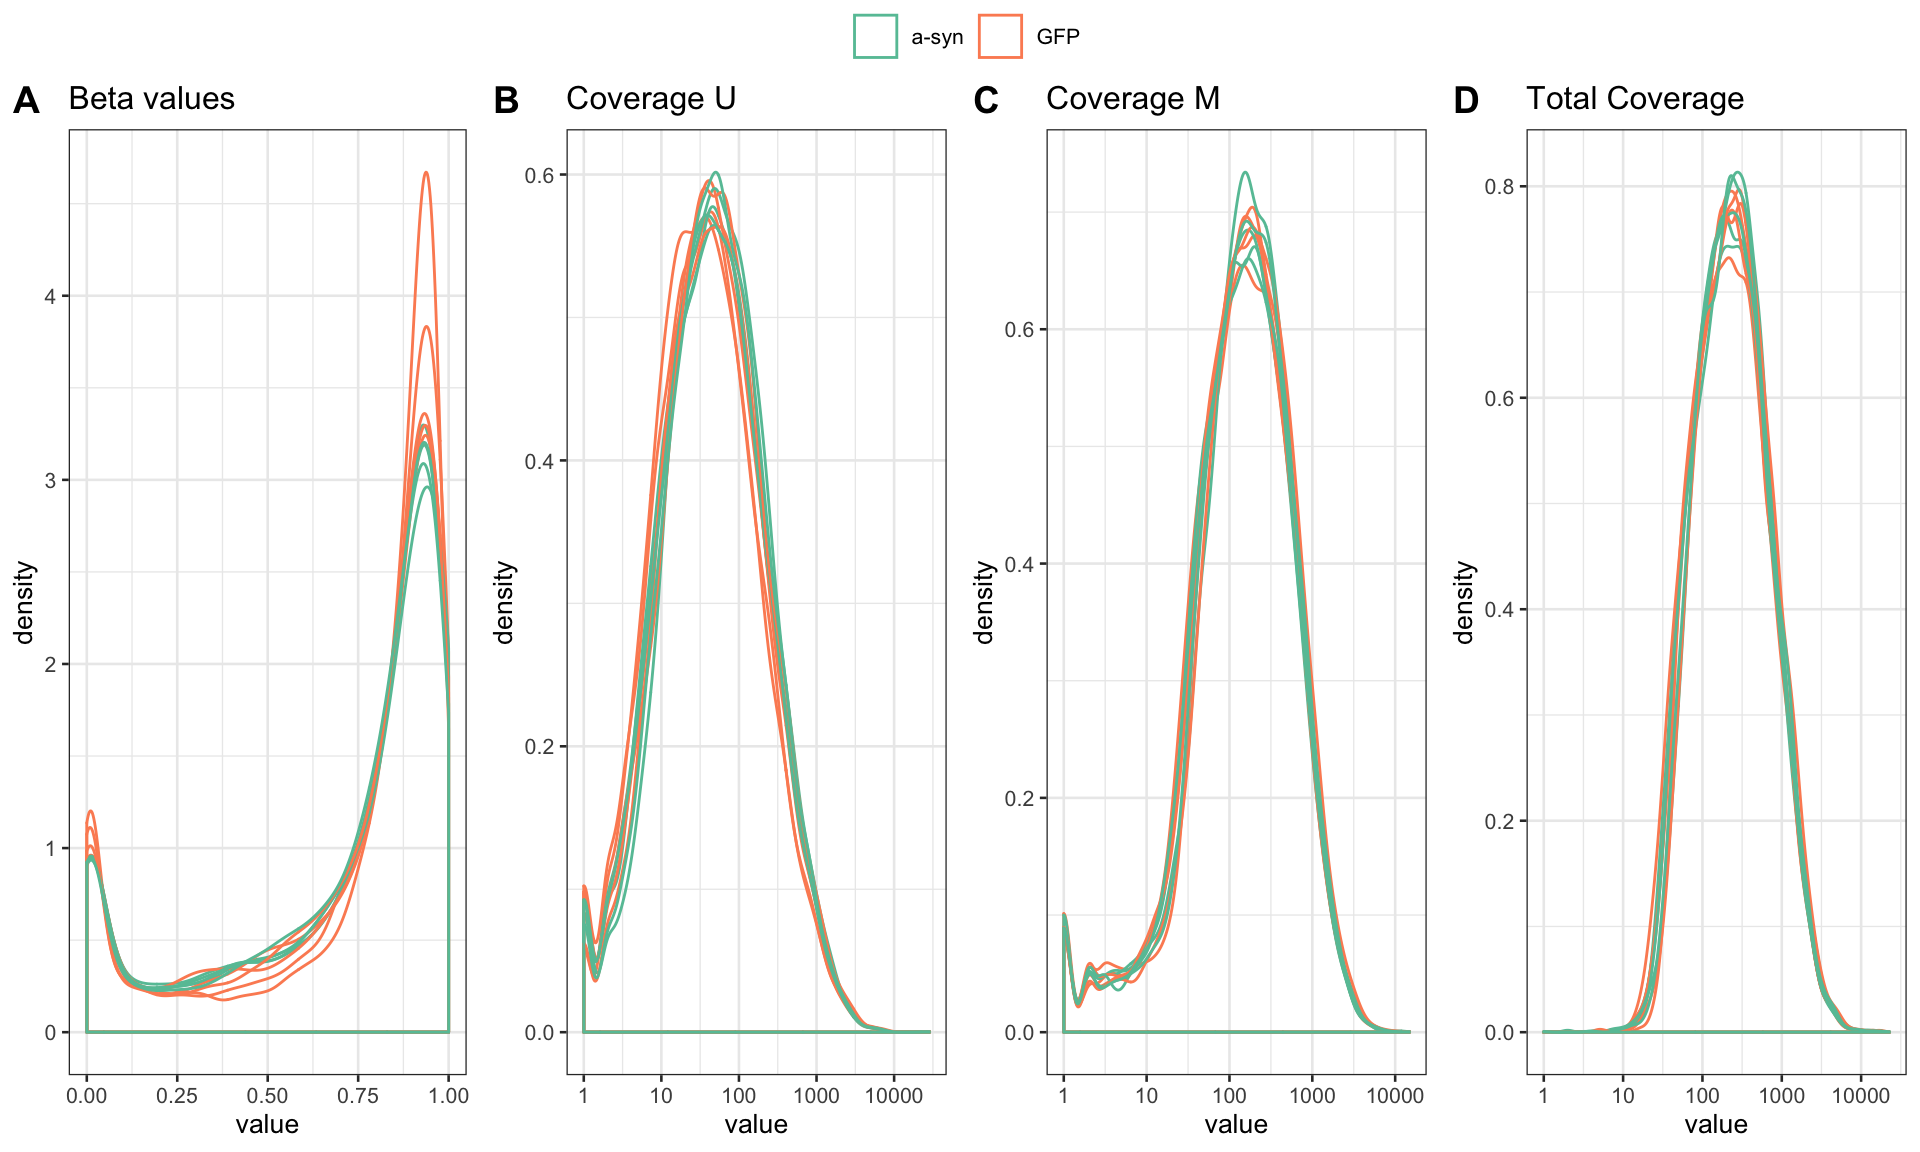 a-syn GFP
A Beta values
density
4
3
2
1
0
0.00 0.25 0.50 0.75 1.00
value
B Coverage U
density
0.6
0.4
0.2
0.0
1 10 100 1000 10000
value
C Coverage M
density
0.6
0.4
0.2
0.0
1 10 100 1000 10000
value
D Total Coverage
density
0.8
0.6
0.4
0.2
0.0
1 10 100 1000 10000
value